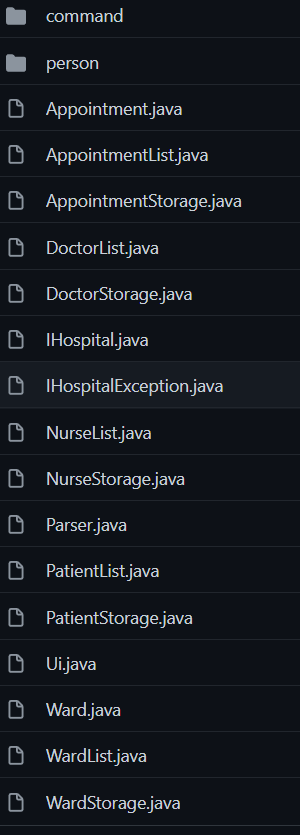 command
person
Appointment.java
AppointmentList.java
AppointmentStorage.java
DoctorList.java
DoctorStorage.java
IHospital.java
IHospitalException.java
NurseList.java
NurseStorage.java
Parser.java
PatientList.java
PatientStorage.java
Ui.java
Ward.java
WardList.java
WardStorage.java